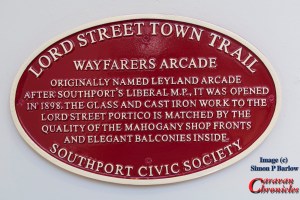 LORD STREET TOWN TRAIL
WAYFARERS ARCADE
ORIGINALLY NAMED LEYLAND ARCADE
AFTER SOUTHPORT'S LIBERAL M.P., IT WAS OPENED
IN 1898. THE GLASS AND CAST IRON WORK TO THE
LORD STREET PORTICO IS MATCHED BY THE
QUALITY OF THE MAHOGANY SHOP FRONTS
AND ELEGANT BALCONIES INSIDE.
SOUTHPORT CIVIC SOCIETY
Image (c)
Simon P Barlow
Caravan
Chronicles